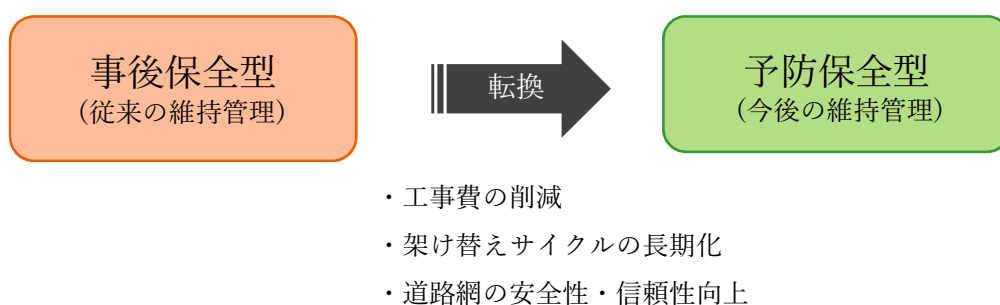 事後保全型
(従来の維持管理)
転換
予防保全型
(今後の維持管理)
・工事費の削減
・架け替えサイクルの長期化
・道路網の安全性・信頼性向上